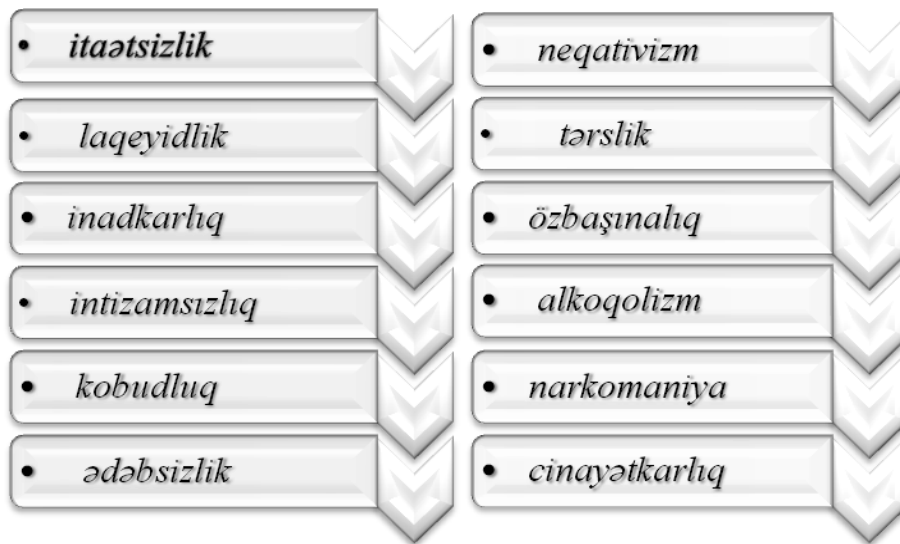 • itaətsizlik
• laqeyidlik
• inadkarlıq
• intizamsızlıq
• kobudluq
• ədəbsizlik
• neqativizm
• tərslik
• özbaşınalıq
• alkoqolizm
• narkomaniya
• cinayətkarlıq